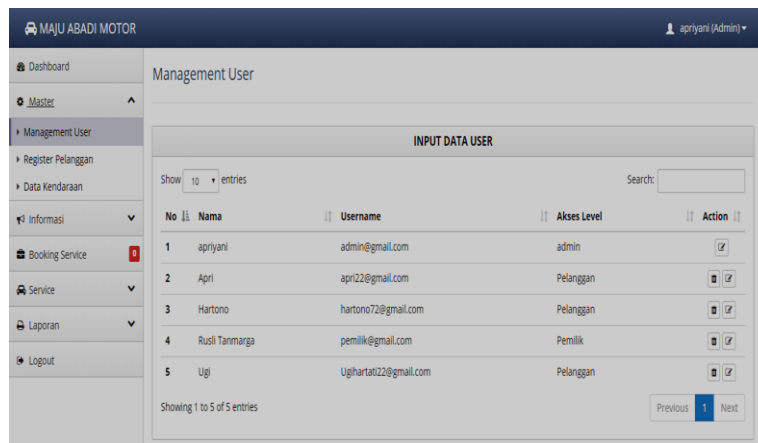 MAJU ABADI MOTOR
apriyani (Admin)
Dashboard
Master
Management User
Register Pelanggan
Data Kendaraan
Informasi
Booking Service 0
Service
Laporan
Logout
Management User
INPUT DATA USER
Show 10 entries Search:
No Nama Username Akses Level Action
1 apriyani admin@gmail.com admin
2 Apri apri22@gmail.com Pelanggan
3 Hartono hartono72@gmail.com Pelanggan
4 Rusli Tanmarga pemilik@gmail.com Pemilik
5 Ugi Ugihartati22@gmail.com Pelanggan
Showing 1 to 5 of 5 entries
Previous 1 Next